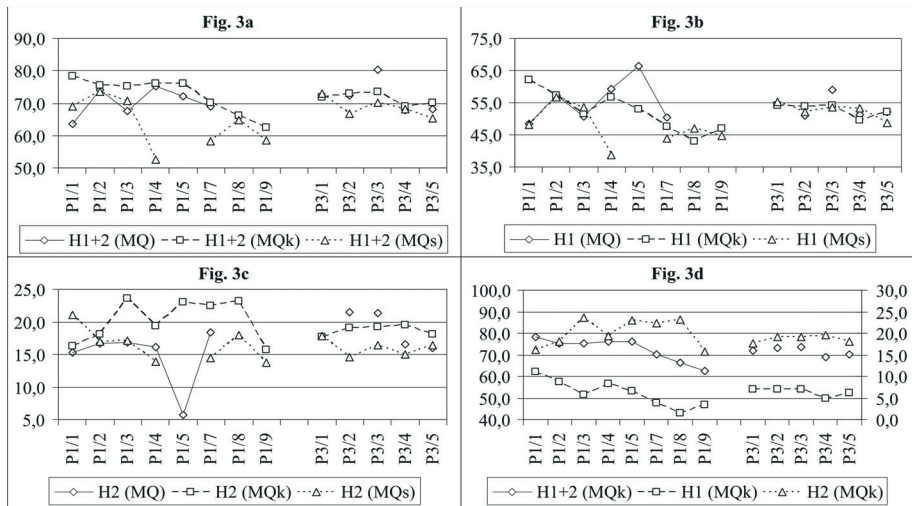 Fig. 3a
90,0
80,0
70,0
60,0
50,0
P1/1 P1/2 P1/3 P1/4 P1/5 P1/7 P1/8 P1/9 P3/1 P3/2 P3/3 P3/4 P3/5
H1+2 (MQ) H1+2 (MQk) H1+2 (MQs)
Fig. 3b
75,0
65,0
55,0
45,0
35,0
P1/1 P1/2 P1/3 P1/4 P1/5 P1/7 P1/8 P1/9 P3/1 P3/2 P3/3 P3/4 P3/5
H1 (MQ) H1 (MQk) H1 (MQs)
Fig. 3c
25,0
20,0
15,0
10,0
5,0
P1/1 P1/2 P1/3 P1/4 P1/5 P1/7 P1/8 P1/9 P3/1 P3/2 P3/3 P3/4 P3/5
H2 (MQ) H2 (MQk) H2 (MQs)
Fig. 3d
100,0 30,0
90,0 25,0
80,0 20,0
70,0 15,0
60,0 10,0
50,0 5,0
40,0 0,0
P1/1 P1/2 P1/3 P1/4 P1/5 P1/7 P1/8 P1/9 P3/1 P3/2 P3/3 P3/4 P3/5
H1+2 (MQk) H1 (MQk) H2 (MQk)